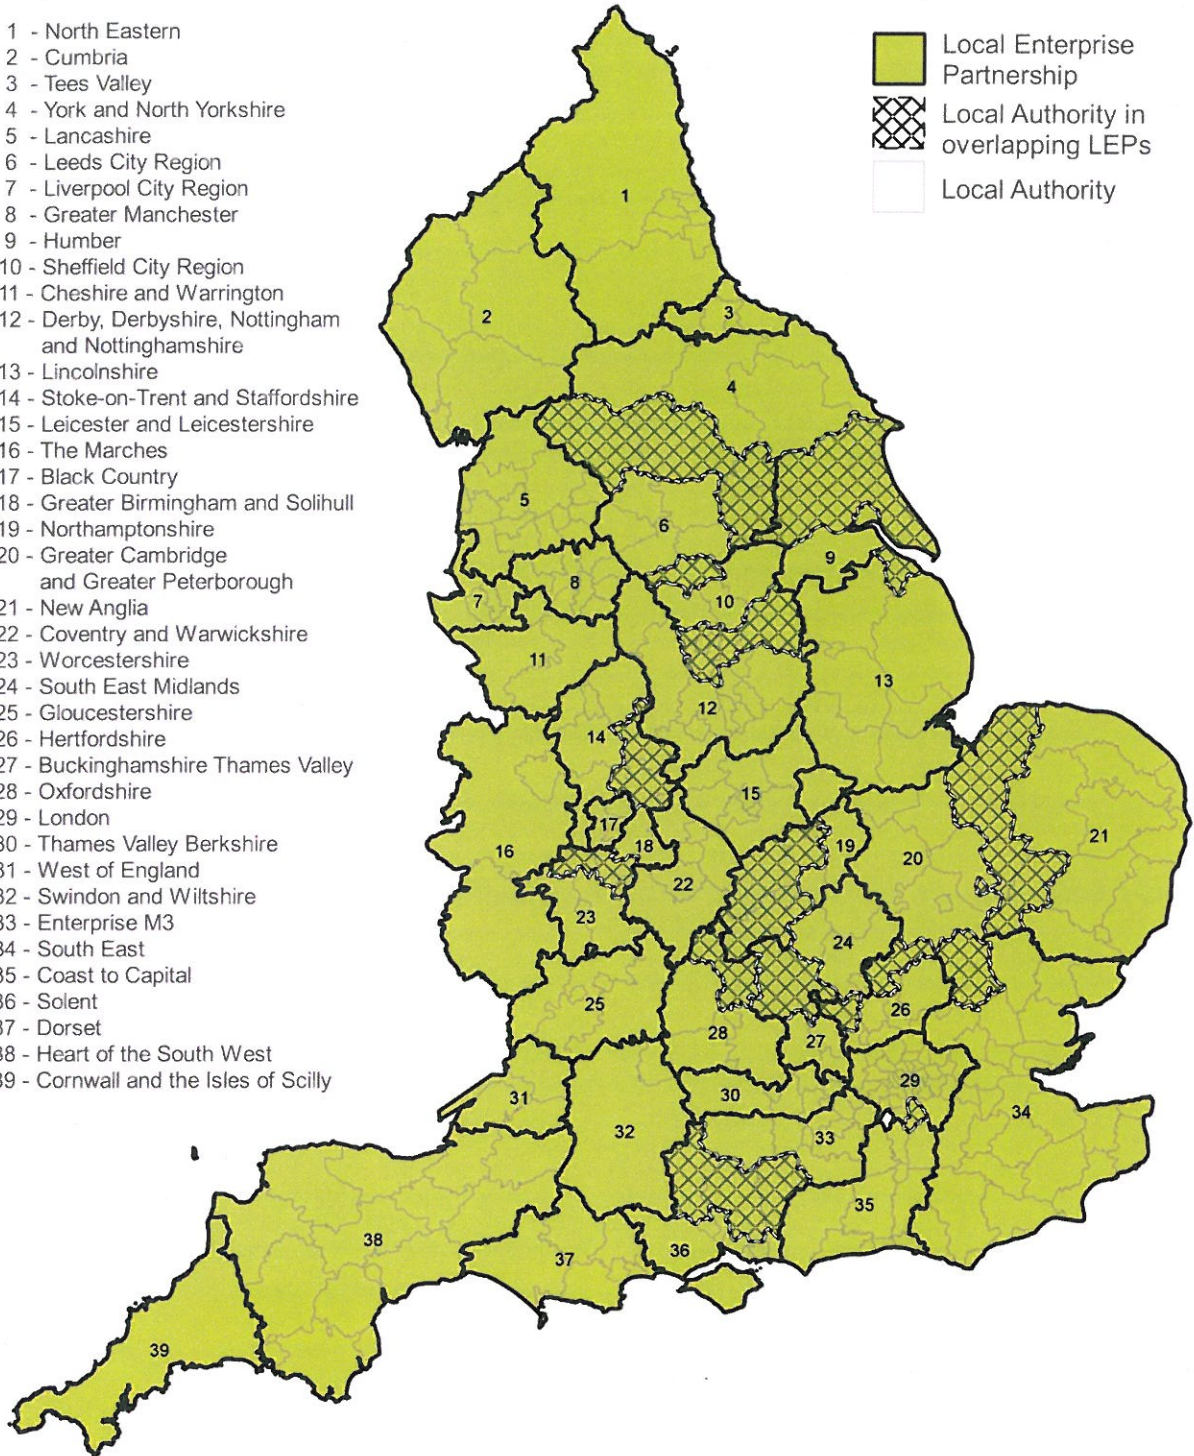 1 - North Eastern
2 - Cumbria
3 - Tees Valley
4 - York and North Yorkshire
5 - Lancashire
6 - Leeds City Region
7 - Liverpool City Region
8 - Greater Manchester
9 - Humber
10 - Sheffield City Region
11 - Cheshire and Warrington
12 - Derby, Derbyshire, Nottingham
and Nottinghamshire
13 - Lincolnshire
14 - Stoke-on-Trent and Staffordshire
15 - Leicester and Leicestershire
16 - The Marches
17 - Black Country
18 - Greater Birmingham and Solihull
19 - Northamptonshire
20 - Greater Cambridge
and Greater Peterborough
21 - New Anglia
22 - Coventry and Warwickshire
23 - Worcestershire
24 - South East Midlands
25 - Gloucestershire
26 - Hertfordshire
27 - Buckinghamshire Thames Valley
28 - Oxfordshire
29 - London
30 - Thames Valley Berkshire
31 - West of England
32 - Swindon and Wiltshire
33 - Enterprise M3
34 - South East
35 - Coast to Capital
36 - Solent
37 - Dorset
38 - Heart of the South West
39 - Cornwall and the Isles of Scilly
Local Enterprise
Partnership
Local Authority in
overlapping LEPs
Local Authority
1
2
3
4
5
6
9
8
7
10
11
13
12
14
15
17
18
19
16
20
21
22
23
24
25
26
28
27
29
31
30
32
33
34
35
38
36
37
39